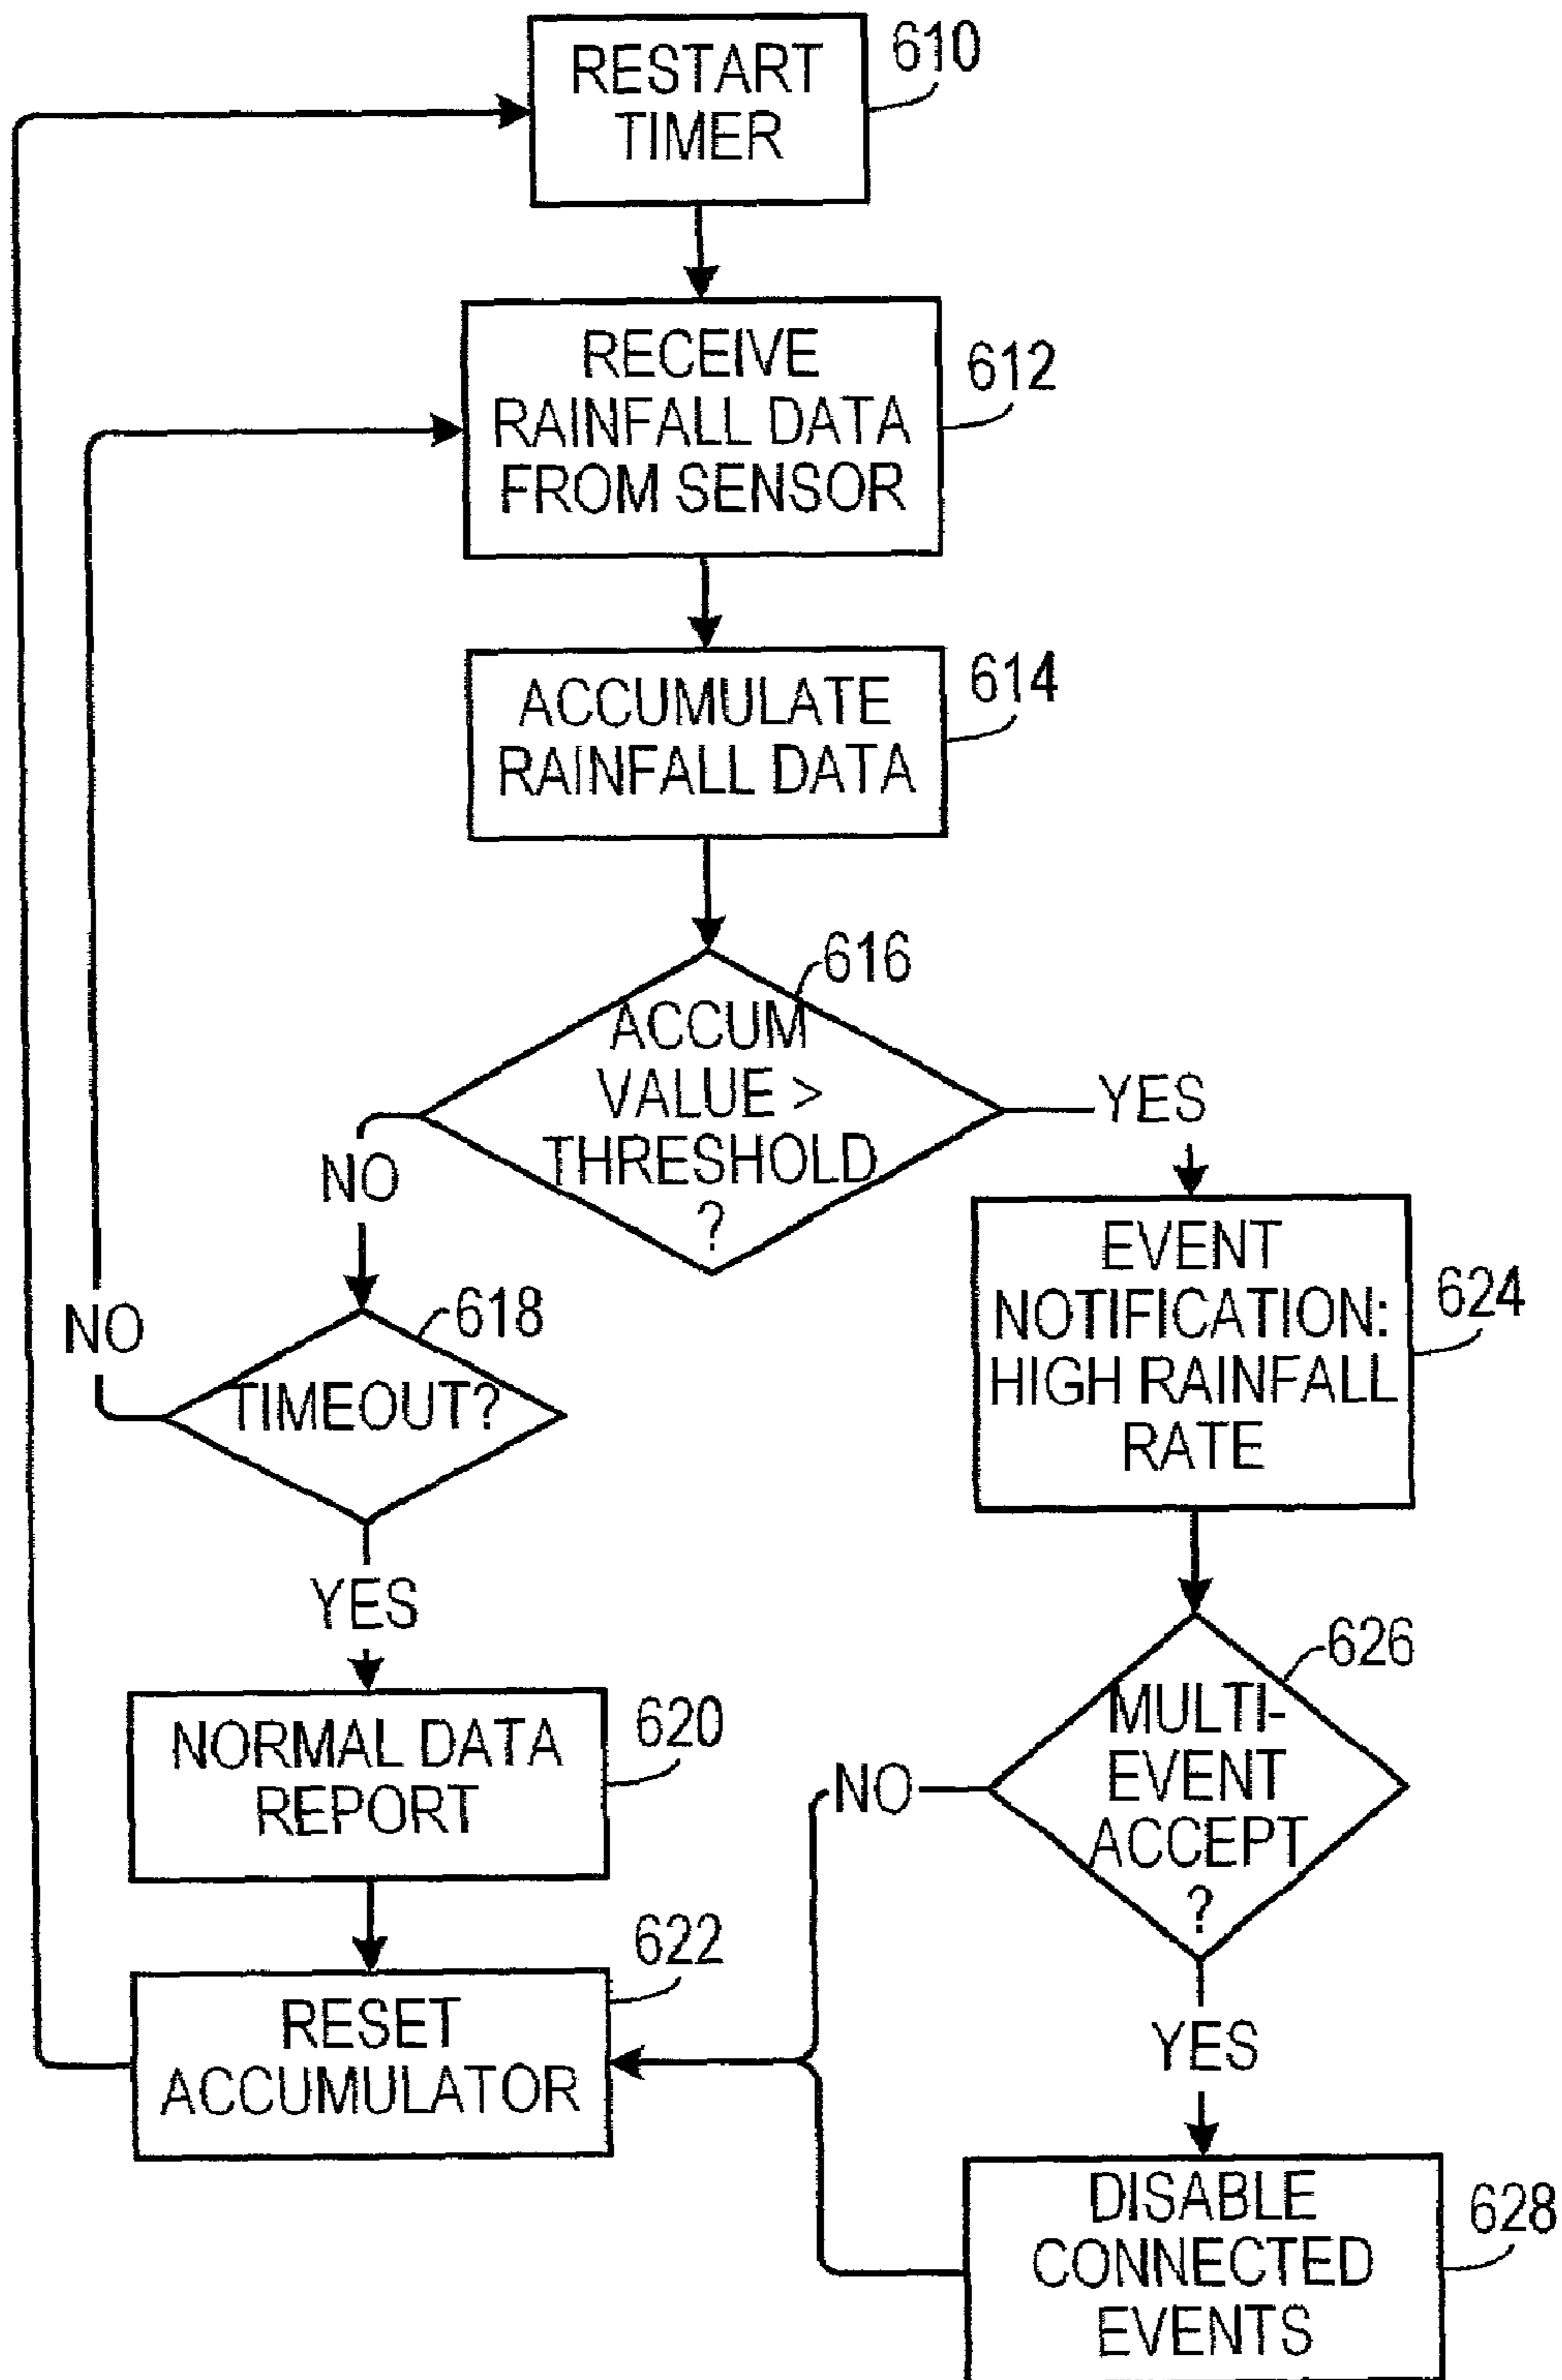 RESTART
TIMER
610
RECEIVE
RAINFALL DATA
FROM SENSOR
612
ACCUMULATE
RAINFALL DATA
614
616
ACCUM
VALUE >
THRESHOLD
?
YES
NO
EVENT
NOTIFICATION:
HIGH RAINFALL
RATE
624
618
NO
TIMEOUT?
YES
626
MULTI-
EVENT
ACCEPT
?
NO
NORMAL DATA
REPORT
620
622
RESET
ACCUMULATOR
YES
DISABLE
CONNECTED
EVENTS
628